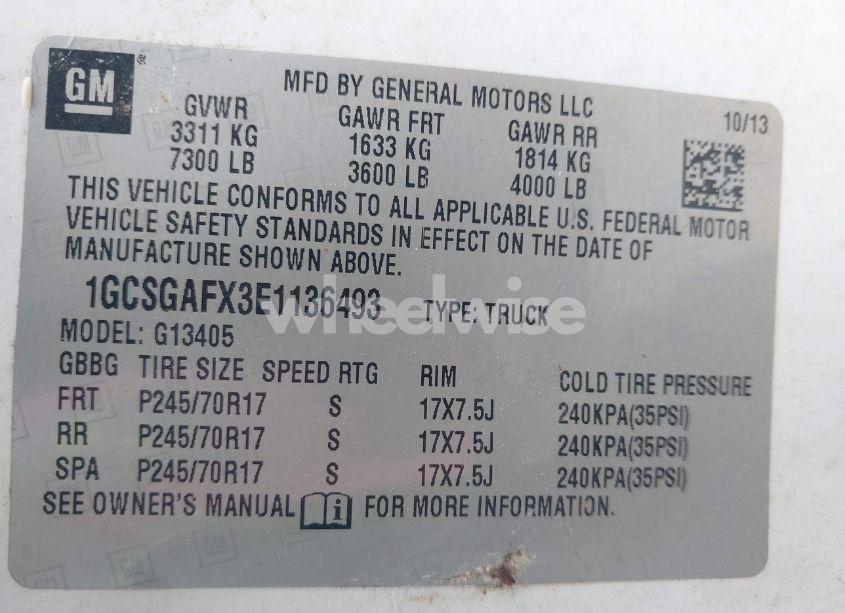 GM
MFD BY GENERAL MOTORS LLC
10/13
GVWR GAWR FRT GAWR RR
3311 KG 1633 KG 1814 KG
7300 LB 3600 LB 4000 LB
THIS VEHICLE CONFORMS TO ALL APPLICABLE U.S. FEDERAL MOTOR
VEHICLE SAFETY STANDARDS IN EFFECT ON THE DATE OF
MANUFACTURE SHOWN ABOVE.
1GCSGAFX3E1136493 TYPE: TRUCK
wheelwise
MODEL: G13405
GBBG TIRE SIZE SPEED RTG RIM COLD TIRE PRESSURE
FRT P245/70R17 S 17X7.5J 240KPA(35PSI)
RR P245/70R17 S 17X7.5J 240KPA(35PSI)
SPA P245/70R17 S 17X7.5J 240KPA(35PSI)
SEE OWNER'S MANUAL i FOR MORE INFORMATION.